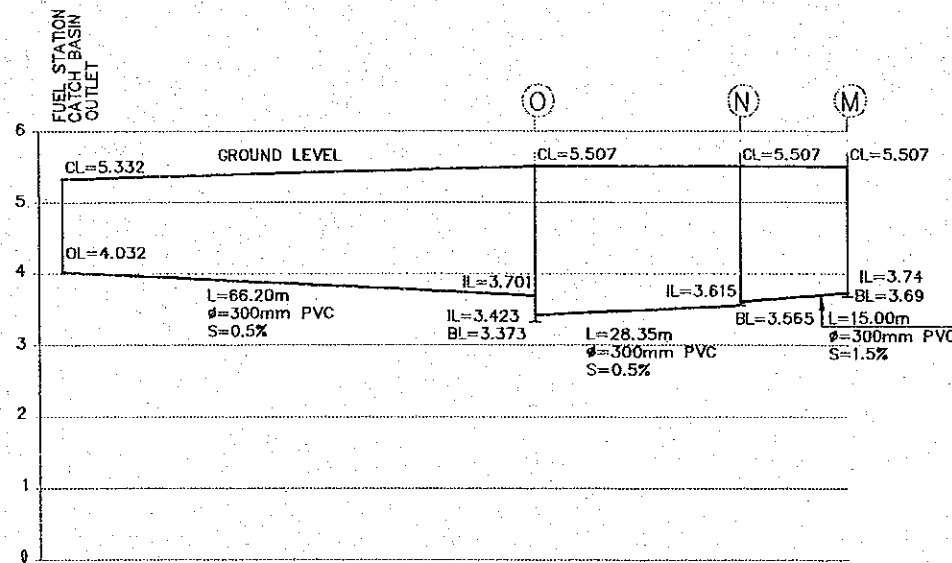 FUEL STATION
CATCH BASIN
OUTLET
O
N
M
6
CL=5.332
GROUND LEVEL
CL=5.507
CL=5.507
CL=5.507
5
OL=4.032
4
IL=3.701
IL=3.615
IL=3.74
BL=3.69
L=66.20m
ø=300mm PVC
S=0.5%
IL=3.423
BL=3.373
L=28.35m
ø=300mm PVC
S=0.5%
BL=3.565
L=15.00m
ø=300mm PVC
S=1.5%
3
2
1
0